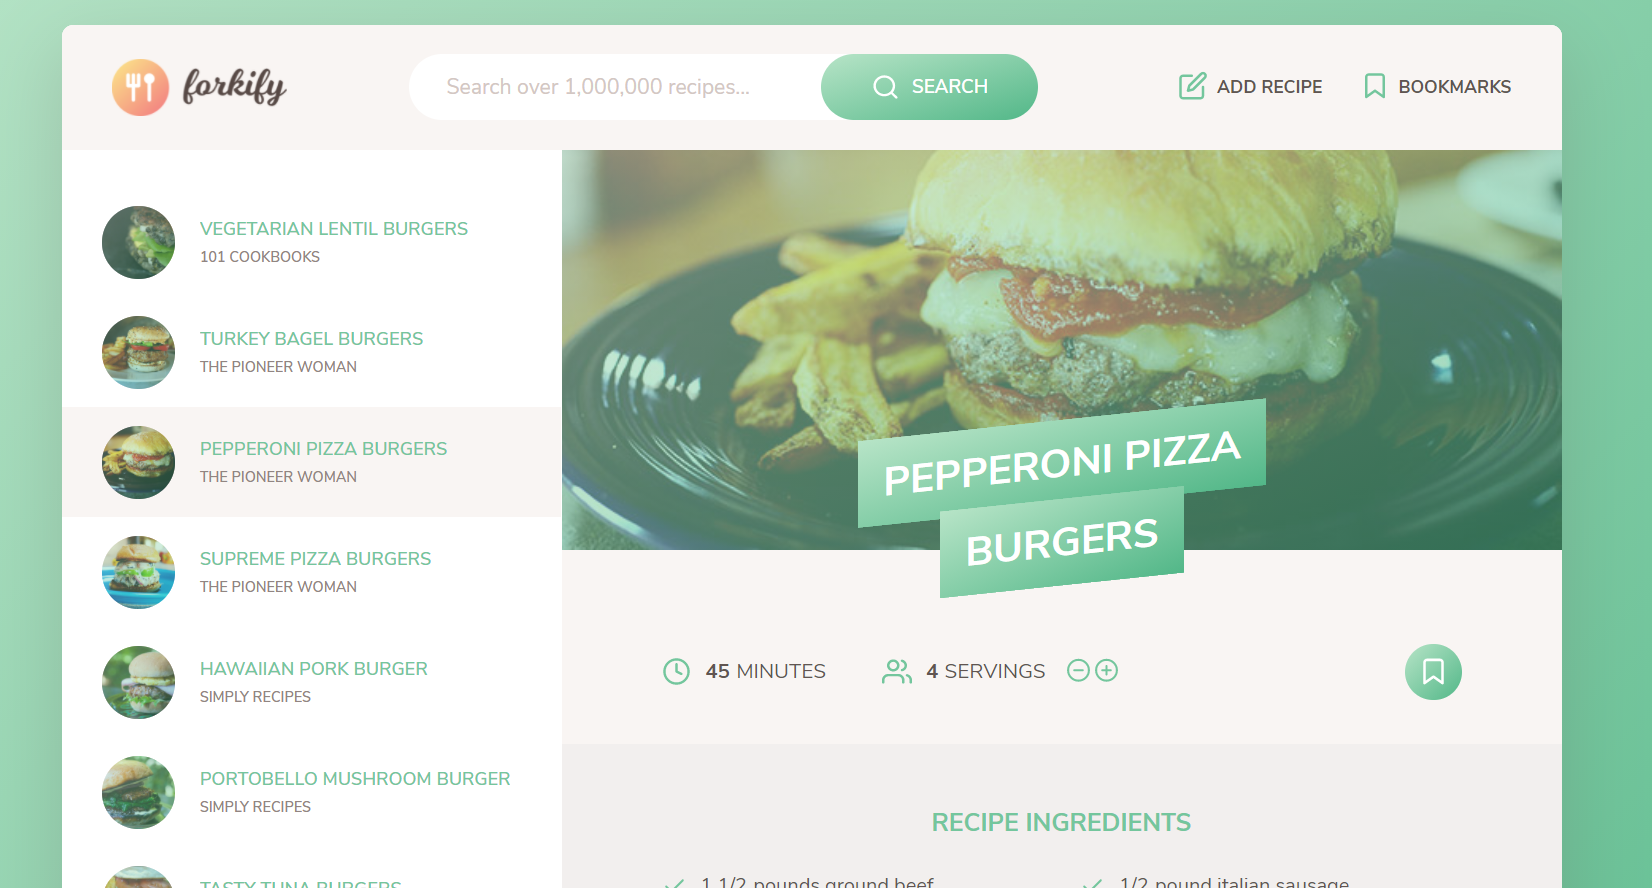 forkify
Search over 1,000,000 recipes...
SEARCH
ADD RECIPE
BOOKMARKS
VEGETARIAN LENTIL BURGERS
101 COOKBOOKS
TURKEY BAGEL BURGERS
THE PIONEER WOMAN
PEPPERONI PIZZA BURGERS
THE PIONEER WOMAN
SUPREME PIZZA BURGERS
THE PIONEER WOMAN
HAWAIIAN PORK BURGER
SIMPLY RECIPES
PORTOBELLO MUSHROOM BURGER
SIMPLY RECIPES
TASTY TUNA BURGERS
PEPPERONI PIZZA
BURGERS
45 MINUTES
4 SERVINGS
RECIPE INGREDIENTS
1 1/2 pounds ground beef
1/2 pound italian sausage